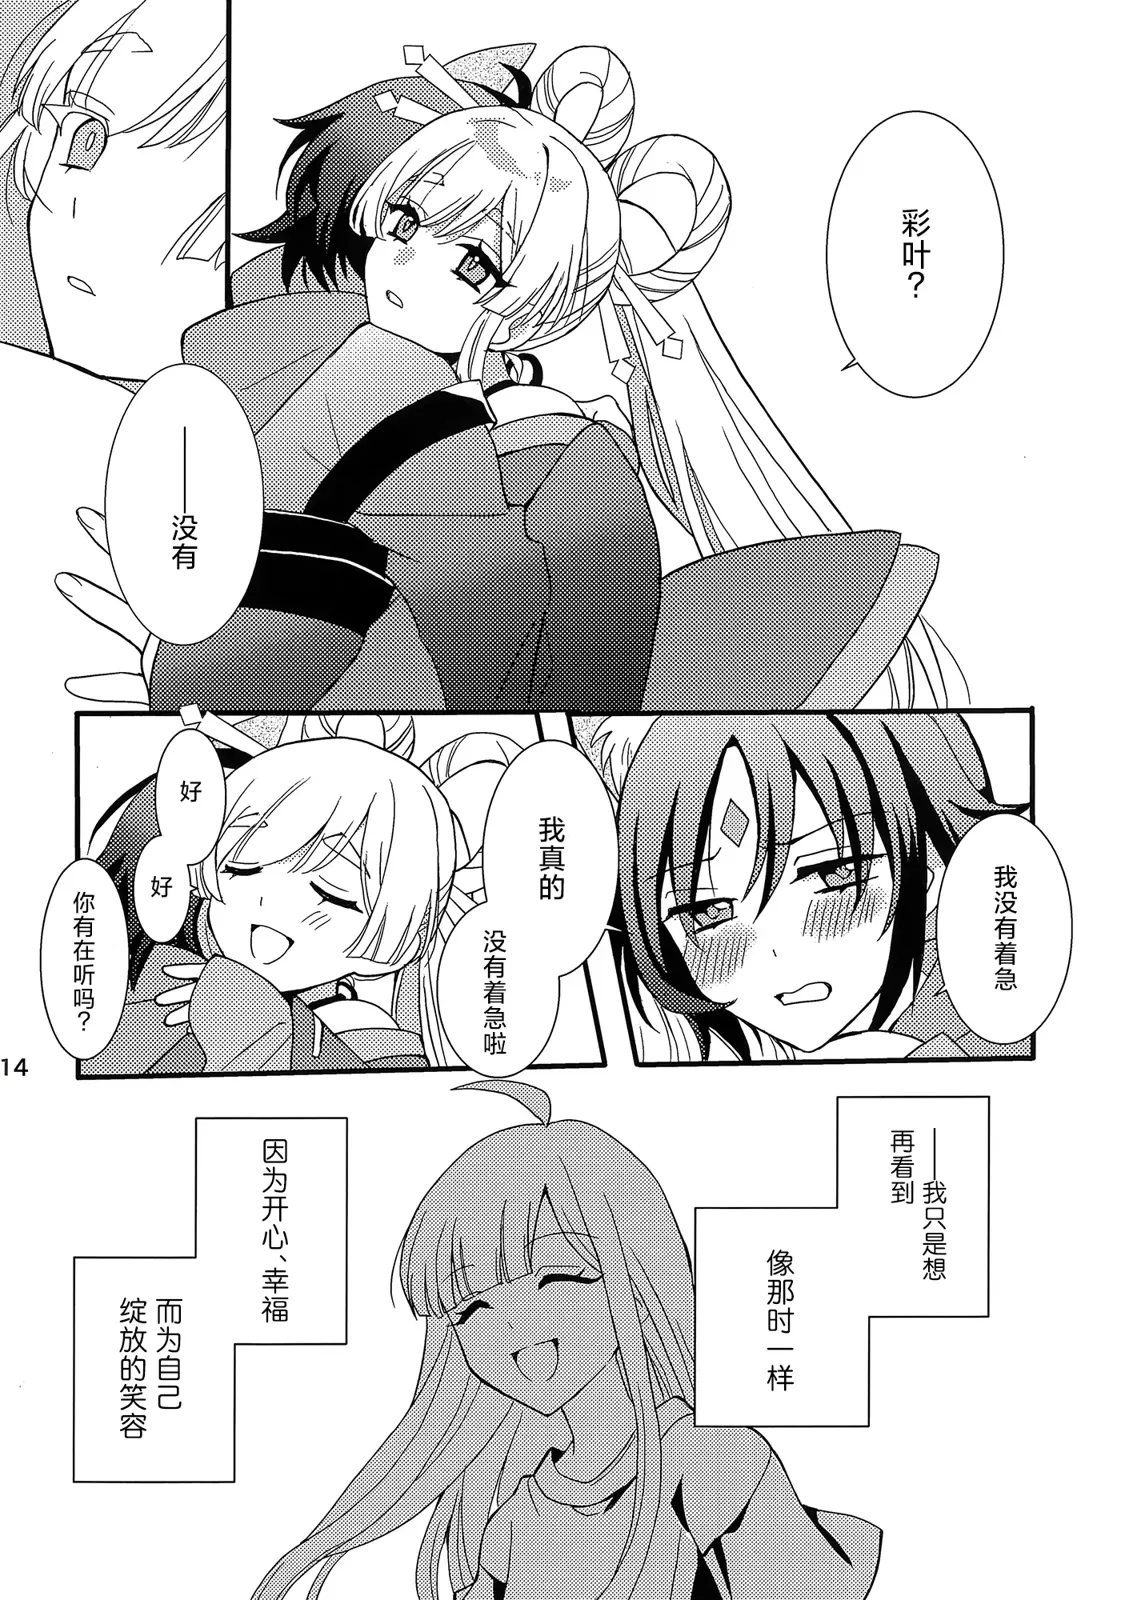 彩叶?
——没有
我没有着急
我真的
没有着急啦
好
好
你有在听吗?
——我只是想
再看到
像那时一样
因为开心、幸福
而为自己
绽放的笑容
14